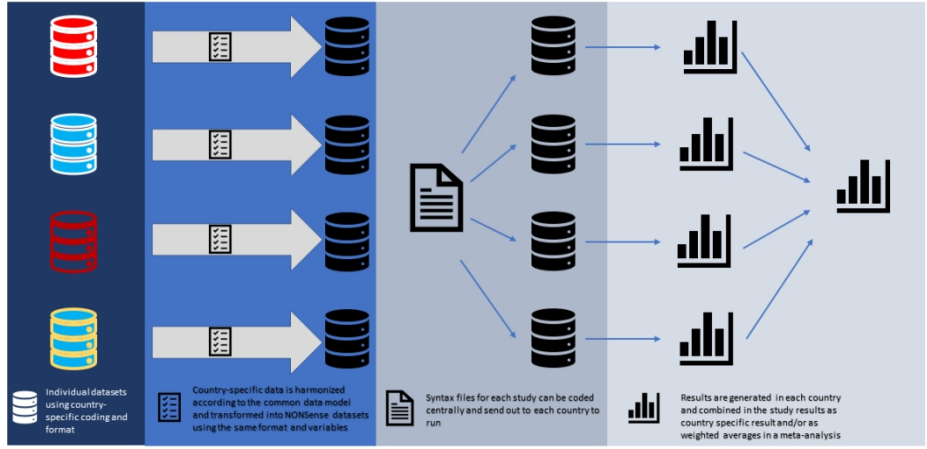 Individual datasets
using country-
specific coding and
format
Country-specific data is harmonized
according to the common data model
and transformed into NONSense datasets
using the same format and variables
Syntax files for each study can be coded
centrally and send out to each country to
run
Results are generated in each country
and combined in the study results as
country specific result and/or as
weighted averages in a meta-analysis